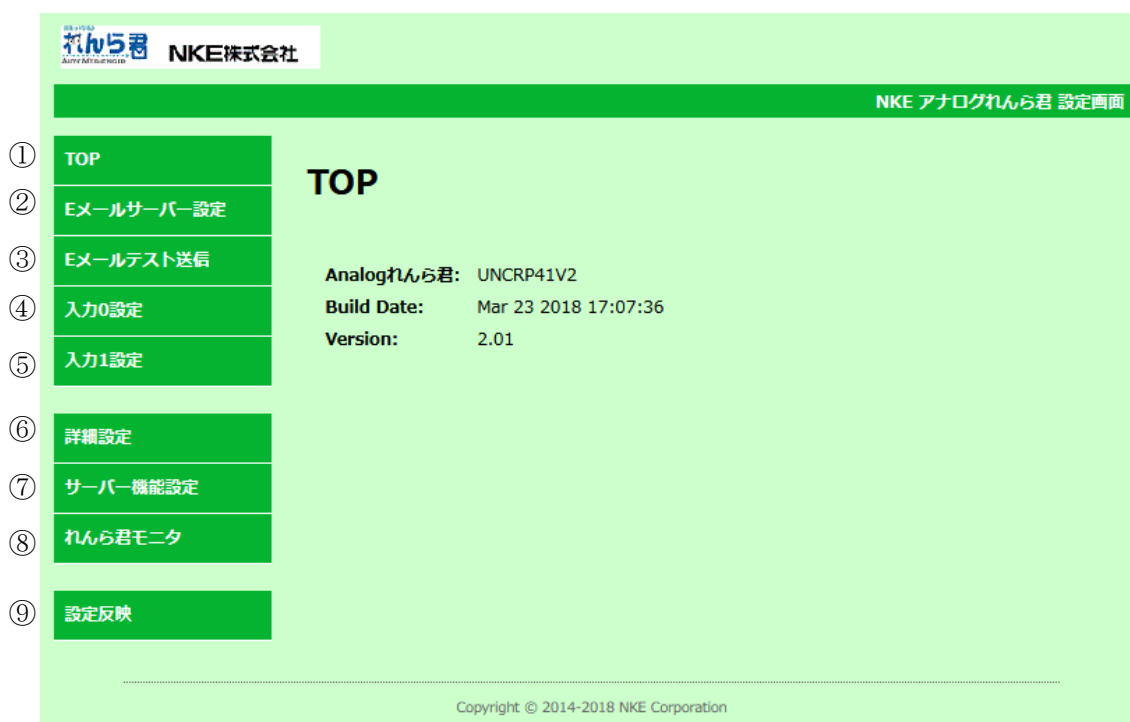 れんら君 NKE株式会社
NKE アナログれんら君 設定画面
① TOP
② Eメールサーバー設定
③ Eメールテスト送信
④ 入力0設定
⑤ 入力1設定
⑥ 詳細設定
⑦ サーバー機能設定
⑧ れんら君モニタ
⑨ 設定反映
TOP
Analogれんら君: UNCRP41V2
Build Date: Mar 23 2018 17:07:36
Version: 2.01
Copyright © 2014-2018 NKE Corporation